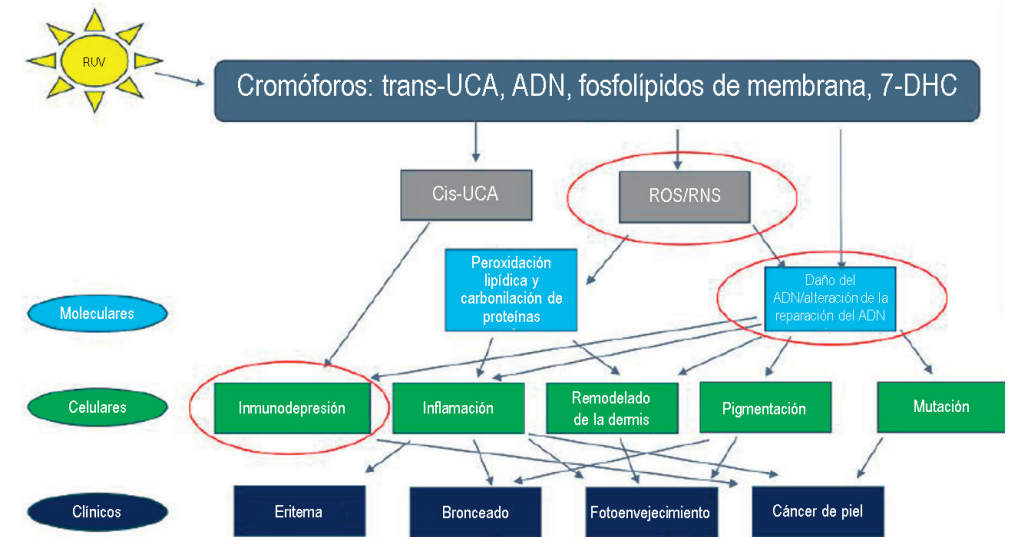 RUV
Cromóforos: trans-UCA, ADN, fosfolípidos de membrana, 7-DHC
Cis-UCA
ROS/RNS
Peroxidación
lipídica y
carbonilación de
proteínas
Daño del
ADN/alteración de la
reparación del ADN
Moleculares
Celulares
Inmunodepresión
Inflamación
Remodelado
de la dermis
Pigmentación
Mutación
Clínicos
Eritema
Bronceado
Fotoenvejecimiento
Cáncer de piel